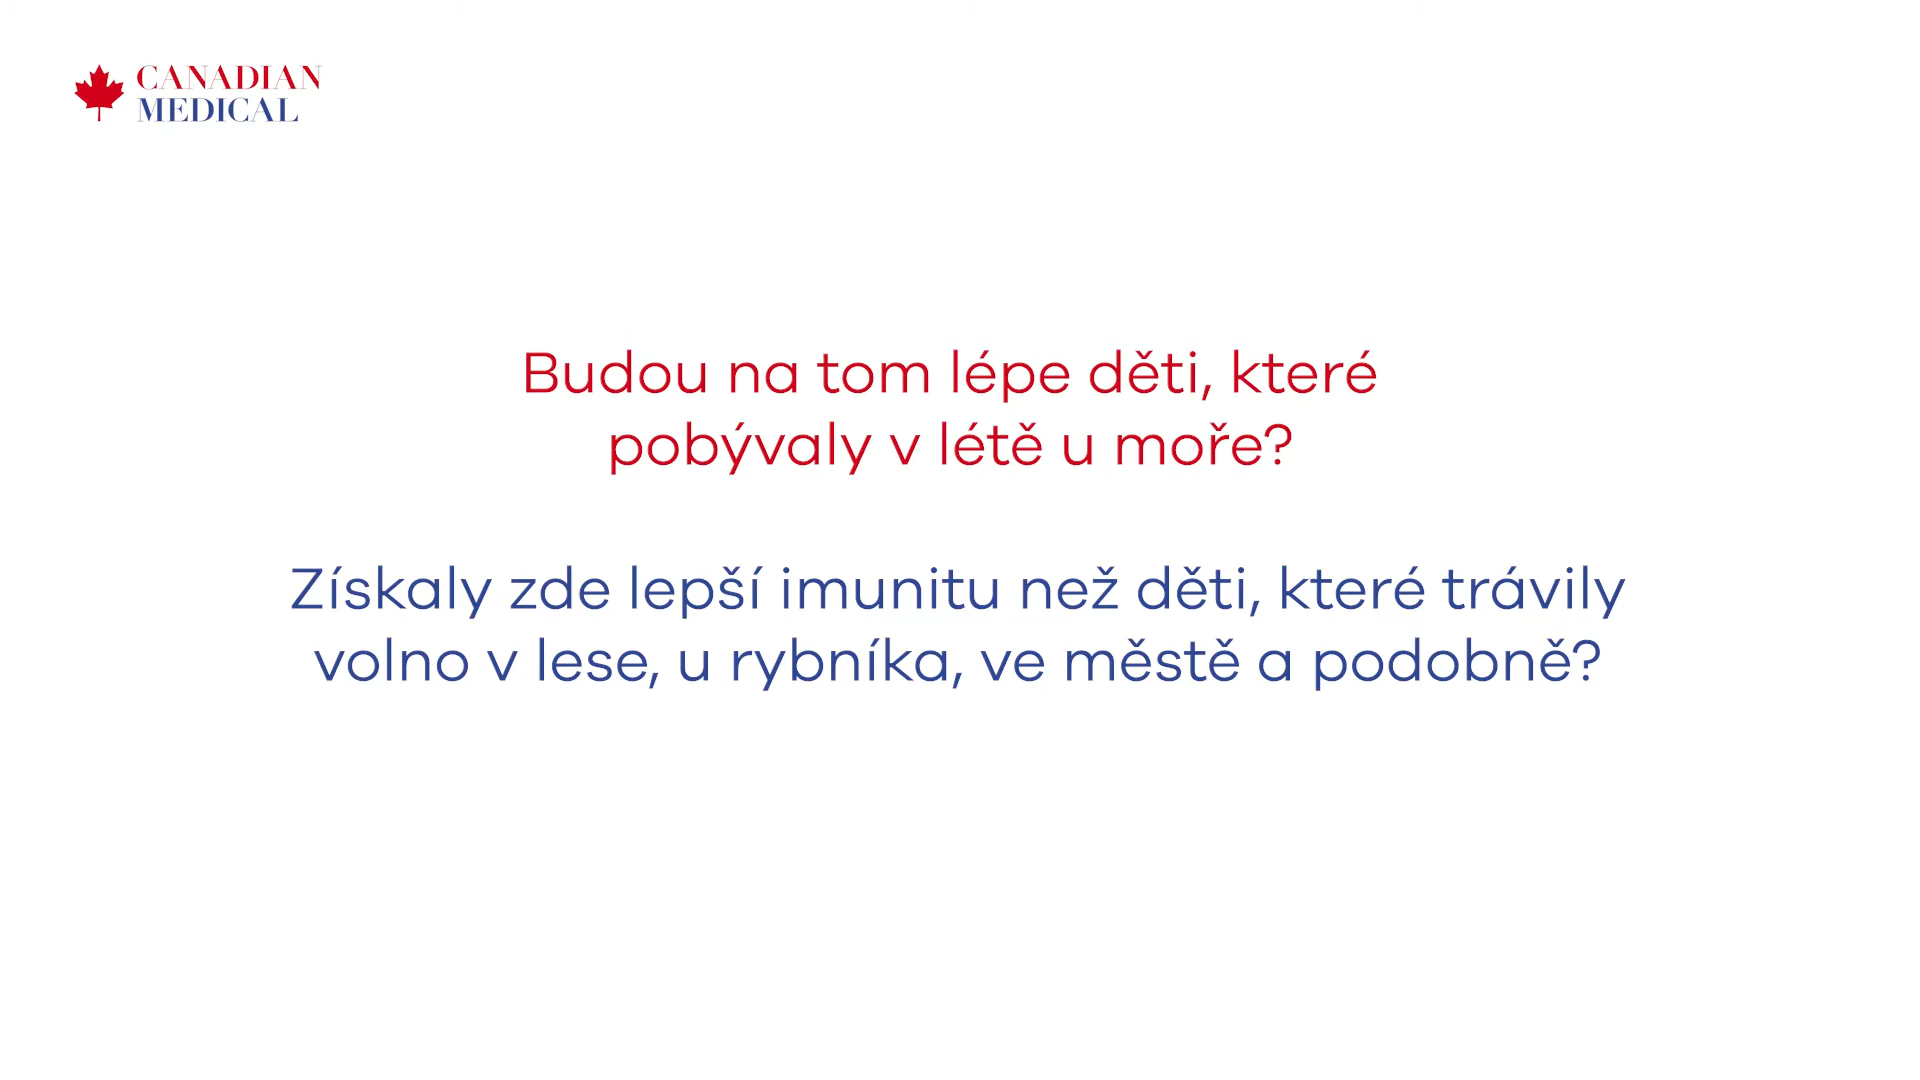 CANADIAN
MEDICAL
Budou na tom lépe děti, které
pobývaly v létě u moře?
Získaly zde lepší imunitu než děti, které trávily
volno v lese, u rybníka, ve městě a podobně?